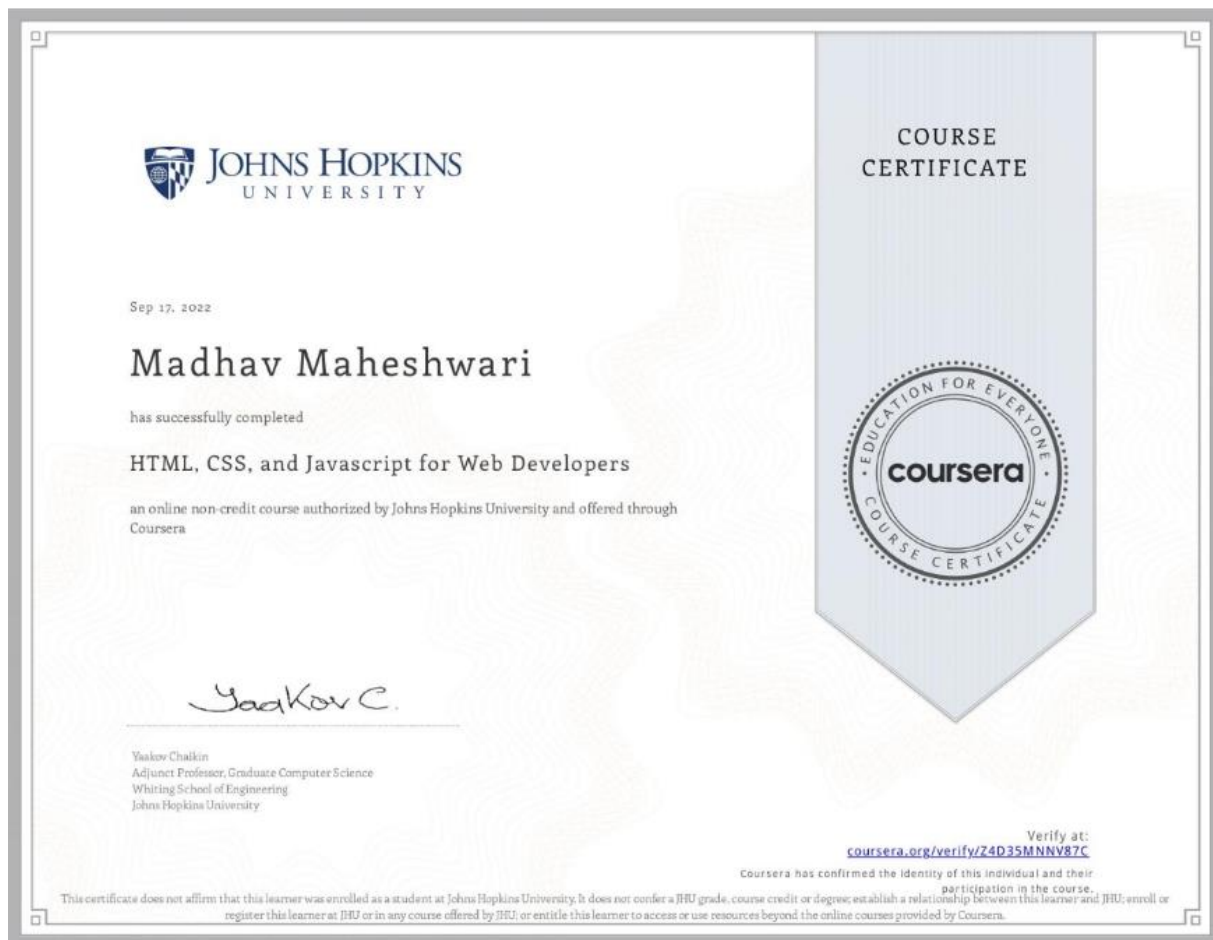 JOHNS HOPKINS
UNIVERSITY
COURSE
CERTIFICATE
Sep 17, 2022
Madhav Maheshwari
has successfully completed
HTML, CSS, and Javascript for Web Developers
an online non-credit course authorized by Johns Hopkins University and offered through
Coursera
EDUCATION FOR EVERYONE
coursera
COURSE CERTIFICATE
Yaakov C.
Yaakov Chaikin
Adjunct Professor, Graduate Computer Science
Whiting School of Engineering
Johns Hopkins University
Verify at:
coursera.org/verify/Z4D35MNNV87C
Coursera has confirmed the identity of this individual and their
participation in the course.
This certificate does not affirm that this learner was enrolled as a student at Johns Hopkins University. It does not confer a JHU grade, course credit or degree; establish a relationship between this learner and JHU; enroll or
register this learner at JHU or in any course offered by JHU; or entitle this learner to access or use resources beyond the online courses provided by Coursera.